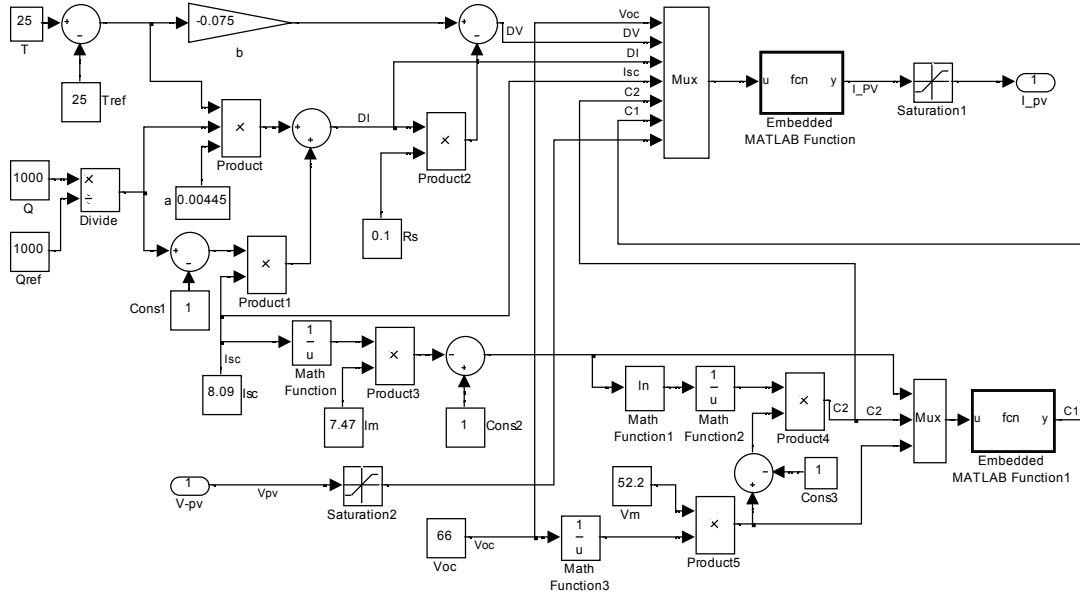 25
T
+
−
-0.075
b
+
−
DV
25
Tref
×
Product
+
+
DI
×
Product2
0.1
Rs
1000
Q
×
÷
Divide
a
0.00445
1000
Qref
+
−
Cons1
1
×
Product1
Voc
DV
DI
Isc
C2
C1
Mux
u
fcn
y
Embedded
MATLAB Function
I_PV
Saturation1
1
I_pv
Isc
8.09
Isc
1
u
Math
Function
×
Product3
7.47
Im
−
+
1
Cons2
ln
Math
Function1
1
u
Math
Function2
×
Product4
C2
C2
Mux
u
fcn
y
Embedded
MATLAB Function1
C1
−
+
1
Cons3
1
V-pv
Vpv
Saturation2
52.2
Vm
×
Product5
66
Voc
Voc
1
u
Math
Function3